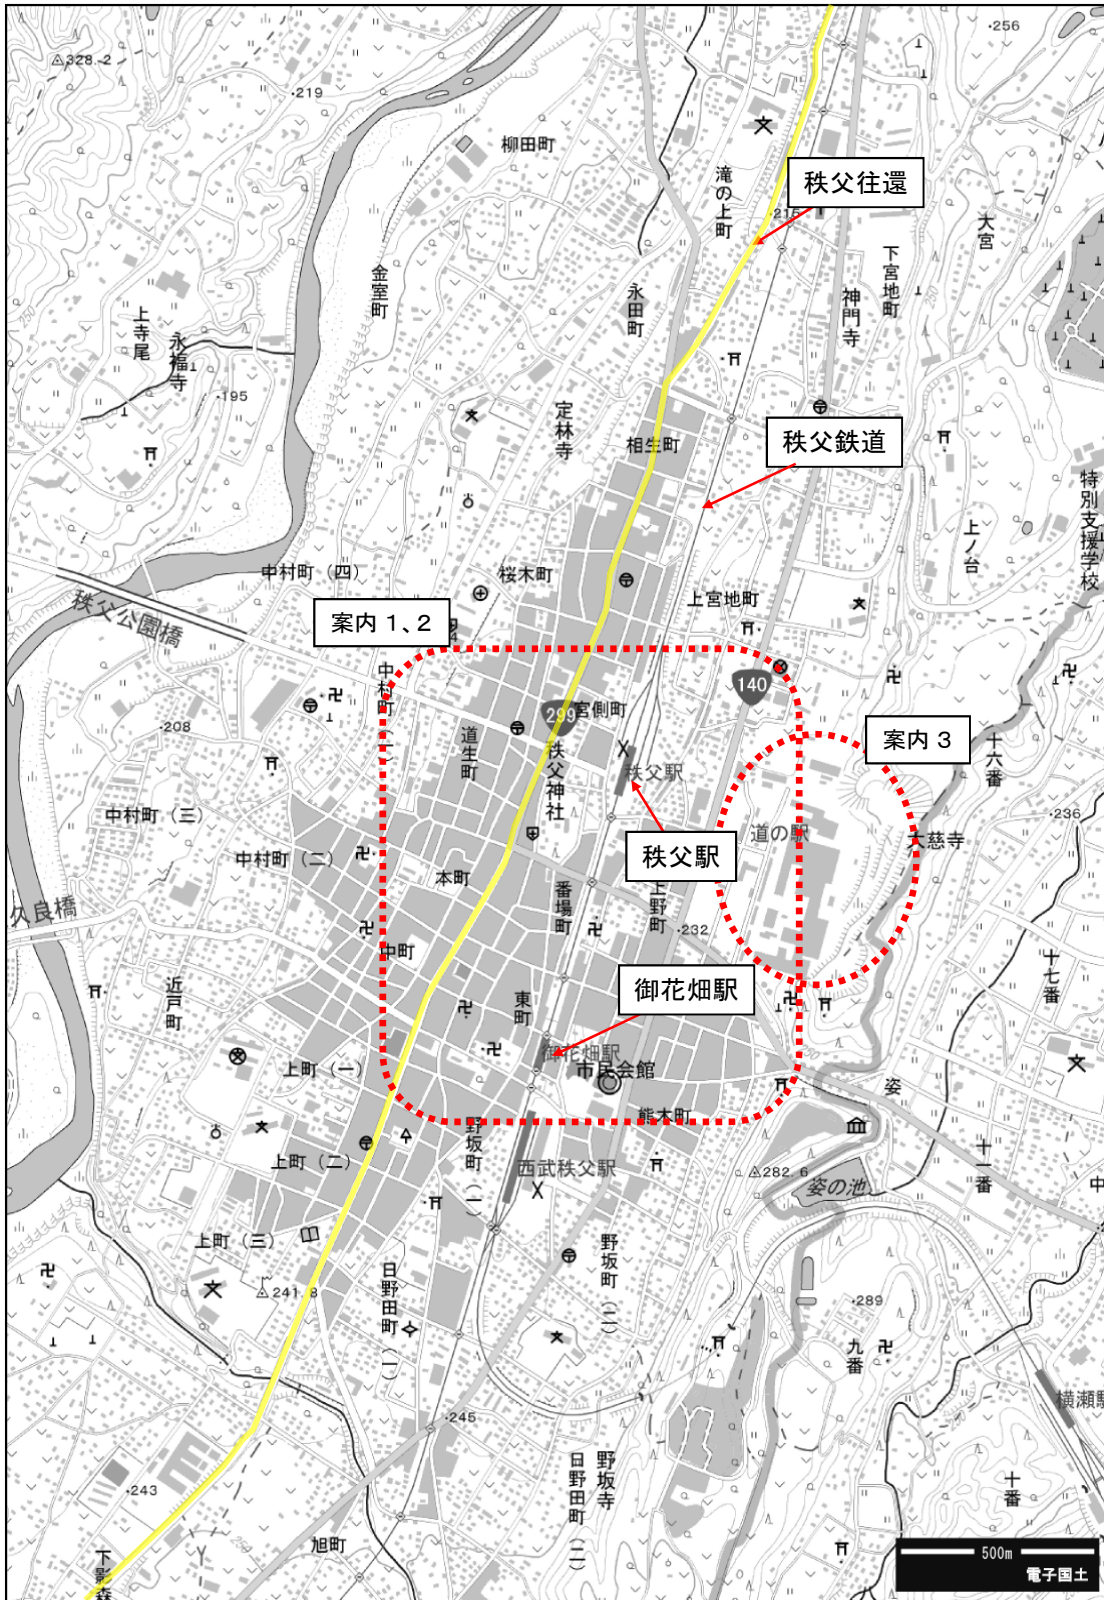 328.2
256
219
柳田町
秩父往還
滝の上町
215
大宮
下宮地町
250
金室町
永田町
神門寺
上寺尾
永福寺
195
定林寺
相生町
秩父鉄道
特別支援学校
上ノ台
中村町(四)
桜木町
上宮地町
秩父公園橋
案内1、2
中村町(一)
140
299
宮側町
208
道生町
秩父神社
案内3
十六番
秩父駅
中村町(三)
道の駅
236
大慈寺
中村町(二)
秩父駅
本町
番場町
上野町
久良橋
232
中町
十七番
近戸町
東町
御花畑駅
御花畑駅
市民会館
上町(一)
姿
熊木町
野坂町(一)
上町(二)
西武秩父駅
282.6
姿の池
十一番
中
上町(三)
野坂町(二)
日野田町(一)
241.8
289
九番
横瀬駅
245
野坂寺
日野田町(二)
十番
243
旭町
下影森
500m
電子国土